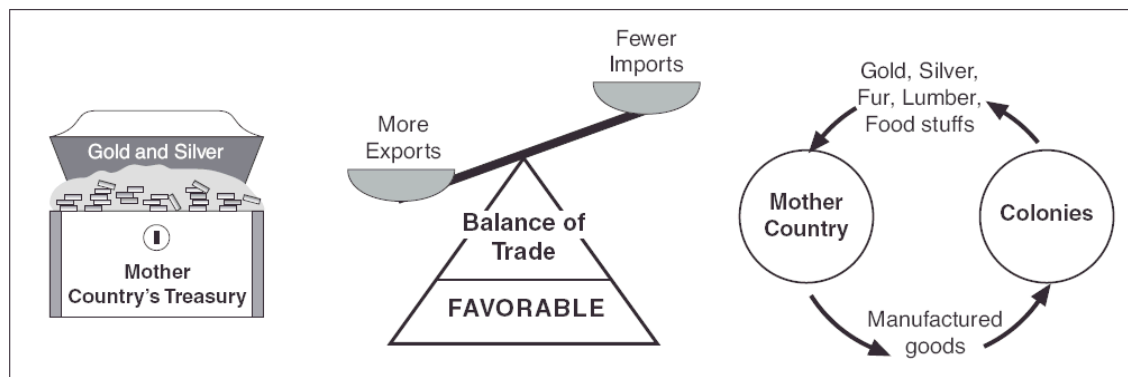 Gold and Silver
Mother
Country's Treasury
Fewer
Imports
More
Exports
Balance of
Trade
FAVORABLE
Gold, Silver,
Fur, Lumber,
Food stuffs
Mother
Country
Colonies
Manufactured
goods